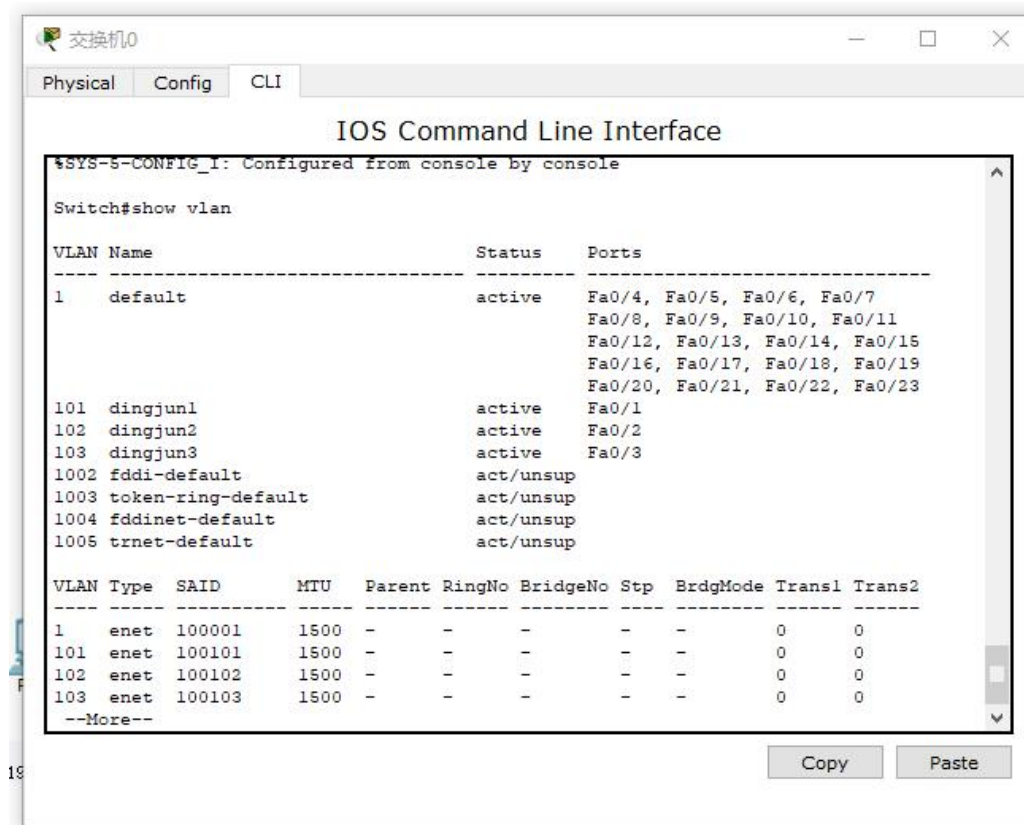 交换机0
Physical Config CLI
IOS Command Line Interface
%SYS-5-CONFIG_I: Configured from console by console
Switch#show vlan
VLAN Name Status Ports
---- -------------------------------- --------- -------------------------------
1 default active Fa0/4, Fa0/5, Fa0/6, Fa0/7
Fa0/8, Fa0/9, Fa0/10, Fa0/11
Fa0/12, Fa0/13, Fa0/14, Fa0/15
Fa0/16, Fa0/17, Fa0/18, Fa0/19
Fa0/20, Fa0/21, Fa0/22, Fa0/23
101 dingjun1 active Fa0/1
102 dingjun2 active Fa0/2
103 dingjun3 active Fa0/3
1002 fddi-default act/unsup
1003 token-ring-default act/unsup
1004 fddinet-default act/unsup
1005 trnet-default act/unsup
VLAN Type SAID MTU Parent RingNo BridgeNo Stp BrdgMode Trans1 Trans2
---- ----- ---------- ----- ------ ------ -------- ---- -------- ------ ------
1 enet 100001 1500 - - - - - 0 0
101 enet 100101 1500 - - - - - 0 0
102 enet 100102 1500 - - - - - 0 0
103 enet 100103 1500 - - - - - 0 0
--More--
Copy Paste
19